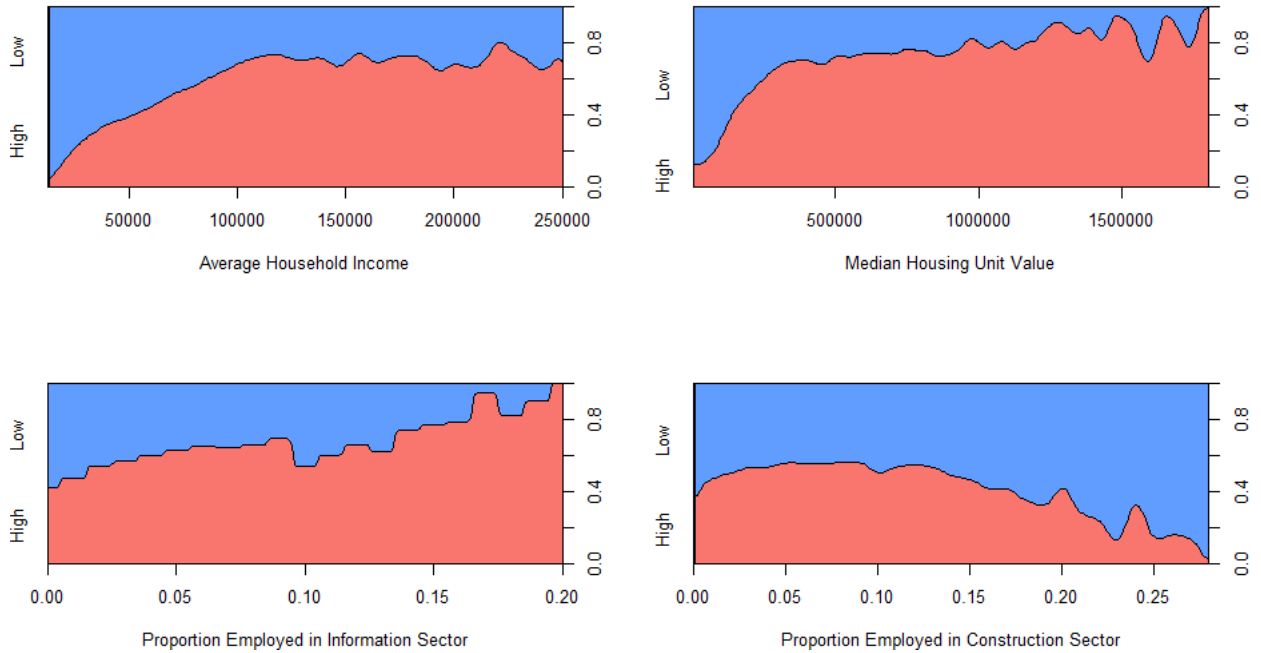 Low
High
0.8
0.4
0.0
50000 100000 150000 200000 250000
Average Household Income
Low
High
0.8
0.4
0.0
500000 1000000 1500000
Median Housing Unit Value
Low
High
0.8
0.4
0.0
0.00 0.05 0.10 0.15 0.20
Proportion Employed in Information Sector
Low
High
0.8
0.4
0.0
0.00 0.05 0.10 0.15 0.20 0.25
Proportion Employed in Construction Sector